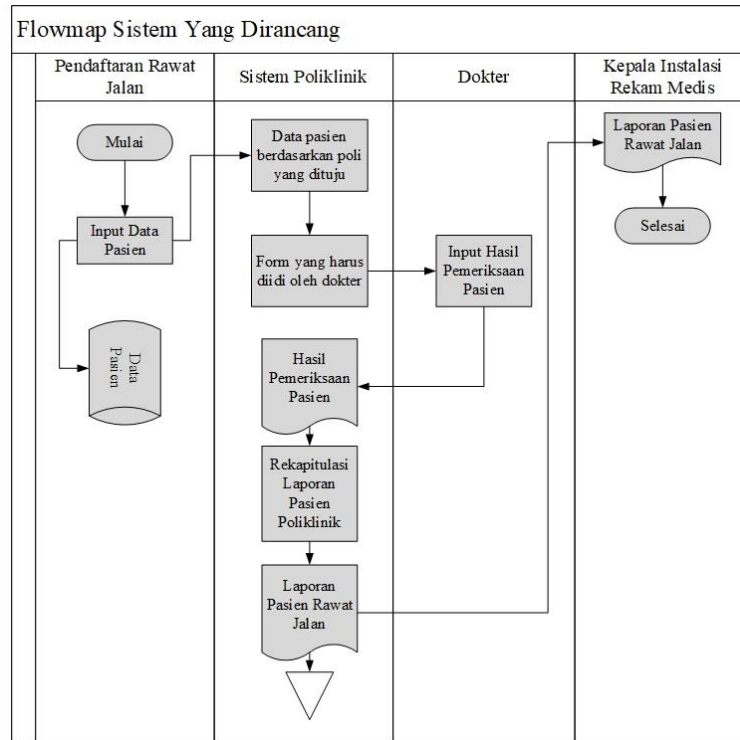 Flowmap Sistem Yang Dirancang
Pendaftaran Rawat
Jalan
Sistem Poliklinik
Dokter
Kepala Instalasi
Rekam Medis
Mulai
Input Data
Pasien
Data
Pasien
Data pasien
berdasarkan poli
yang dituju
Form yang harus
diidi oleh dokter
Input Hasil
Pemeriksaan
Pasien
Hasil
Pemeriksaan
Pasien
Rekapitulasi
Laporan
Pasien
Poliklinik
Laporan
Pasien Rawat
Jalan
Laporan Pasien
Rawat Jalan
Selesai